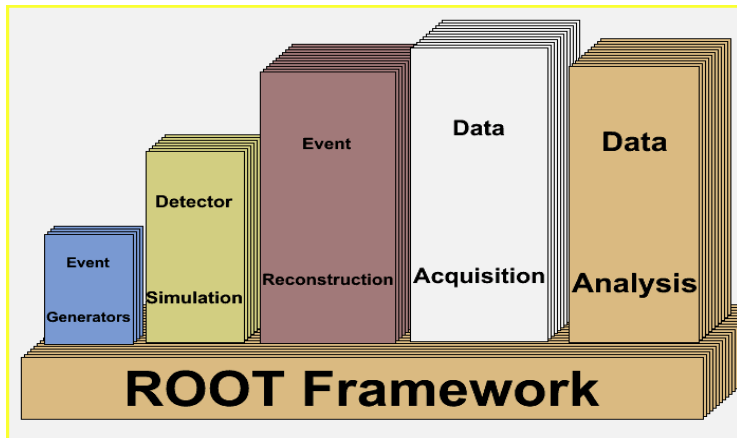 Event
Generators
Detector
Simulation
Event
Reconstruction
Data
Acquisition
Data
Analysis
ROOT Framework